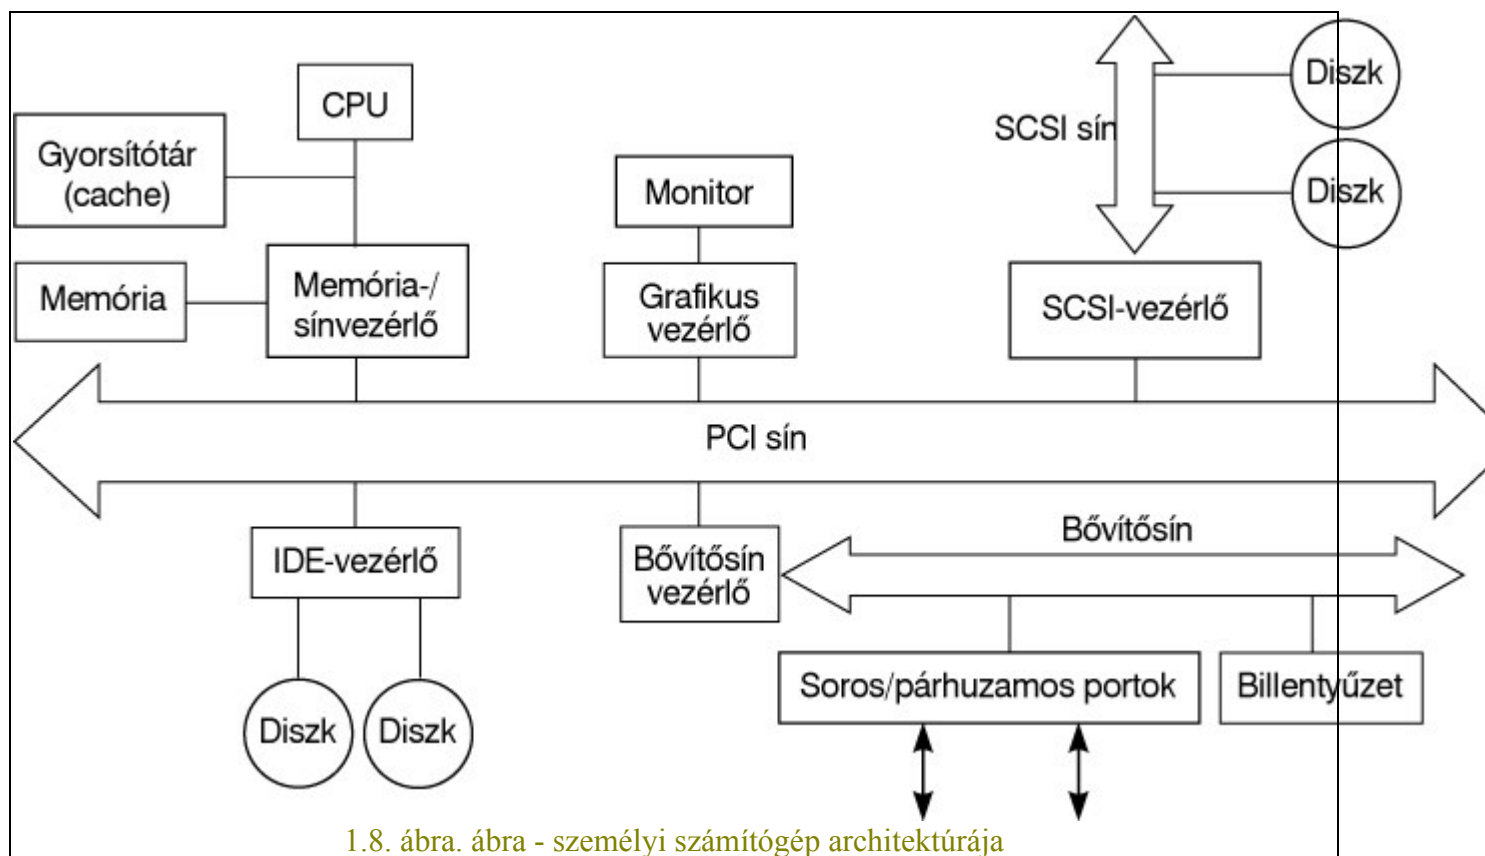 CPU
Gyorsítótár
(cache)
Memória
Memória-/
sínvezérlő
Monitor
Grafikus
vezérlő
SCSI sín
Diszk
Diszk
SCSI-vezérlő
PCI sín
IDE-vezérlő
Diszk
Diszk
Bővítősín
vezérlő
Bővítősín
Soros/párhuzamos portok
Billentyűzet
1.8. ábra. ábra - személyi számítógép architektúrája